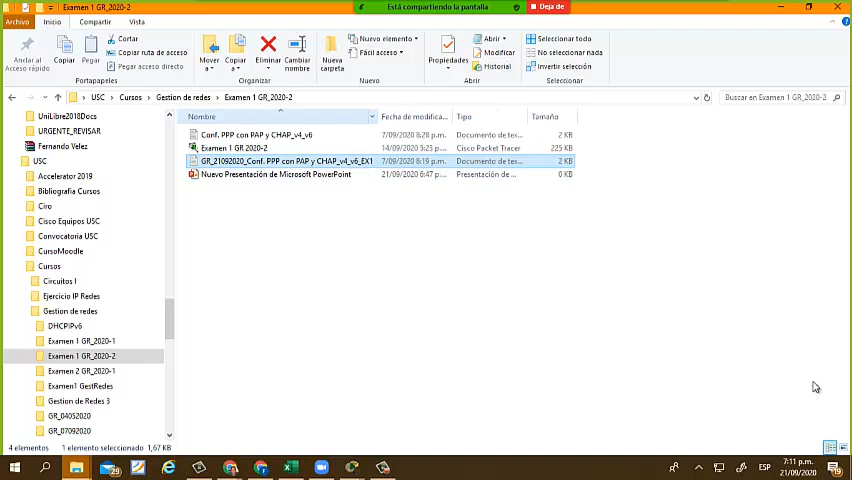 Examen 1 GR_2020-2
Está compartiendo la pantalla
Deja de
Archivo Inicio Compartir Vista
Anclar al Acceso rápido
Copiar
Pegar
Cortar
Copiar ruta de acceso
Pegar acceso directo
Portapapeles
Mover a
Copiar a
Eliminar
Cambiar nombre
Organizar
Nueva carpeta
Nuevo elemento
Fácil acceso
Nuevo
Propiedades
Abrir
Modificar
Historial
Abrir
Seleccionar todo
No seleccionar nada
Invertir selección
Seleccionar
USC > Cursos > Gestion de redes > Examen 1 GR_2020-2
Buscar en Examen 1 GR_2020-2
UniLibre2018Docs
URGENTE_REVISAR
Fernando Velez
USC
Accelerator 2019
Bibliografia Cursos
Ciro
Cisco Equipos USC
Convocatoria USC
CursoMoodle
Cursos
Circuitos I
Ejercicio IP Redes
Gestion de redes
DHCPIPv6
Examen 1 GR_2020-1
Examen 1 GR_2020-2
Examen 2 GR_2020-1
Examen1 GestRedes
Gestion de Redes 3
GR_04052020
GR_07092020
Nombre Fecha de modifica... Tipo Tamaño
Conf. PPP con PAP y CHAP_v4_v6 7/09/2020 8:28 p.m. Documento de tex... 2 KB
Examen 1 GR_2020-2 14/09/2020 5:23 p... Cisco Packet Tracer 225 KB
GR_21092020_Conf. PPP con PAP y CHAP_v4_v6_EX1 7/09/2020 8:19 p.m. Documento de tex... 2 KB
Nuevo Presentación de Microsoft PowerPoint 21/09/2020 6:47 p... Presentación de ... 0 KB
4 elementos 1 elemento seleccionado 1,67 KB
29
ESP
7:11 p.m.
21/09/2020
19